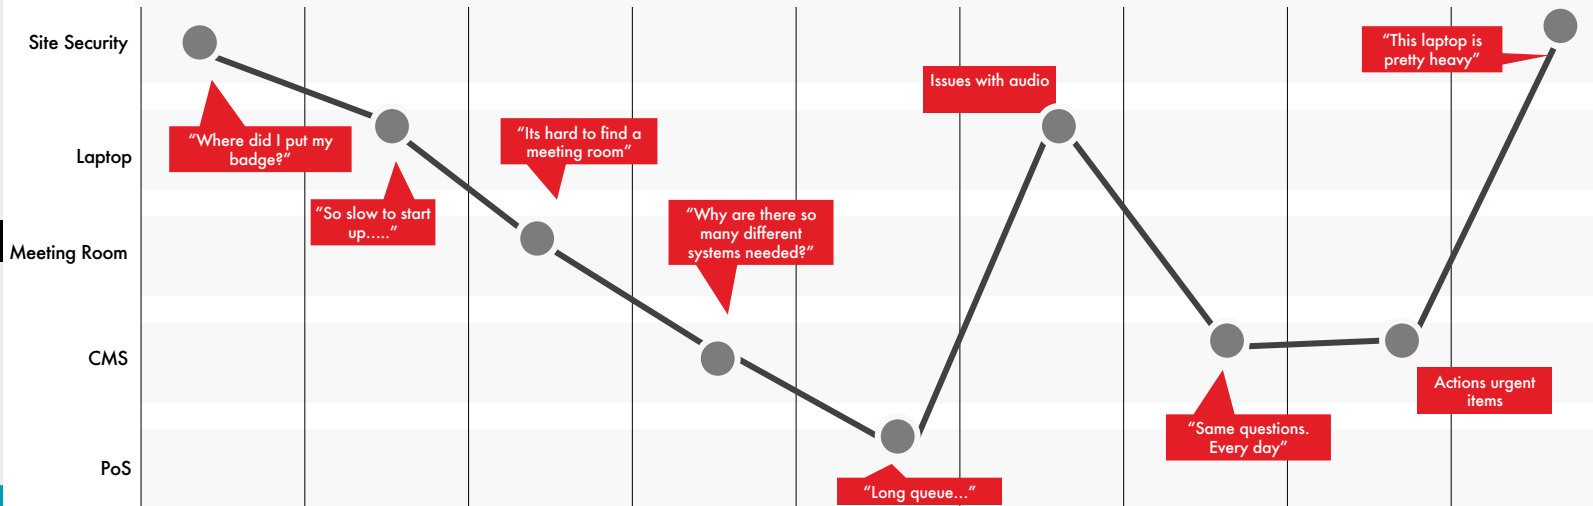 Site Security
Laptop
Meeting Room
CMS
PoS
“Where did I put my
badge?”
“So slow to start
up.....”
“Its hard to find a
meeting room”
“Why are there so
many different
systems needed?”
“Long queue...”
Issues with audio
“Same questions.
Every day”
Actions urgent
items
“This laptop is
pretty heavy”